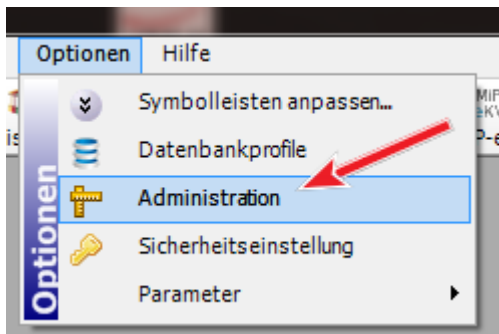 Optionen Hilfe
Symbolleisten anpassen...
Datenbankprofile
Administration
Sicherheitseinstellung
Parameter
Optionen